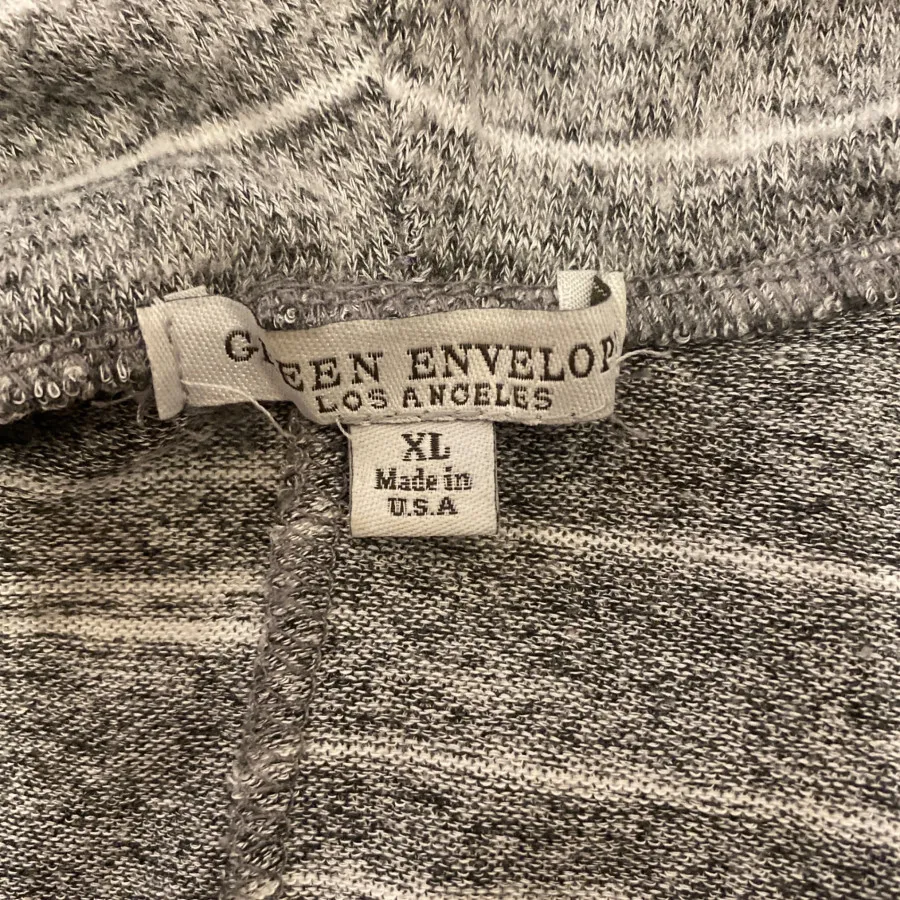 GREEN ENVELOP
LOS ANGELES
XL
Made in
U.S.A